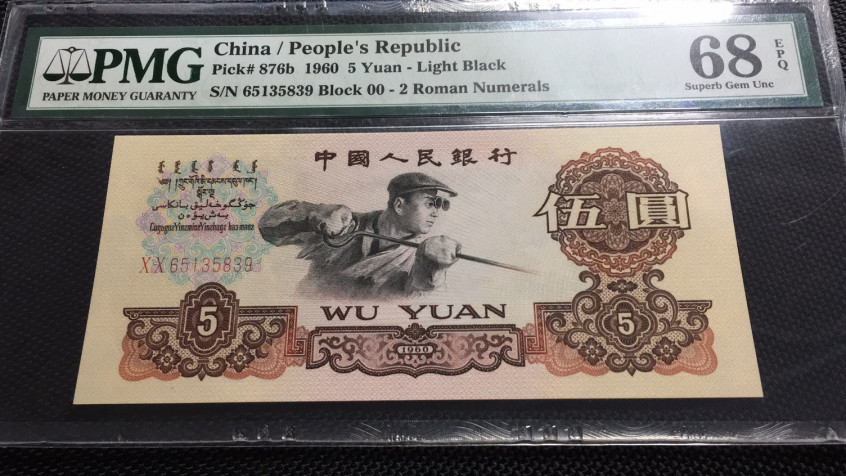 PMG
PAPER MONEY GUARANTY
China / People's Republic
Pick# 876b 1960 5 Yuan - Light Black
S/N 65135839 Block 00 - 2 Roman Numerals
68
EPQ
Superb Gem Unc
中國人民銀行
伍圓
XX 65135839
WU YUAN
5
5
1960